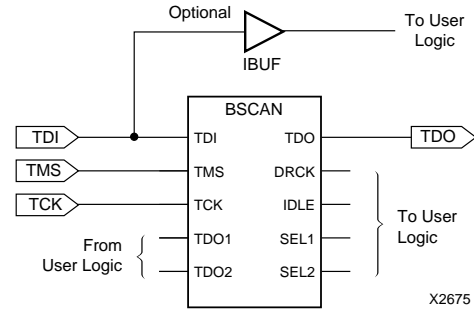 Optional
To User
Logic
IBUF
BSCAN
TDI
TDI
TDO
TDO
TMS
TMS
DRCK
TCK
TCK
IDLE
To User
Logic
From
User Logic
TDO1
SEL1
TDO2
SEL2
X2675